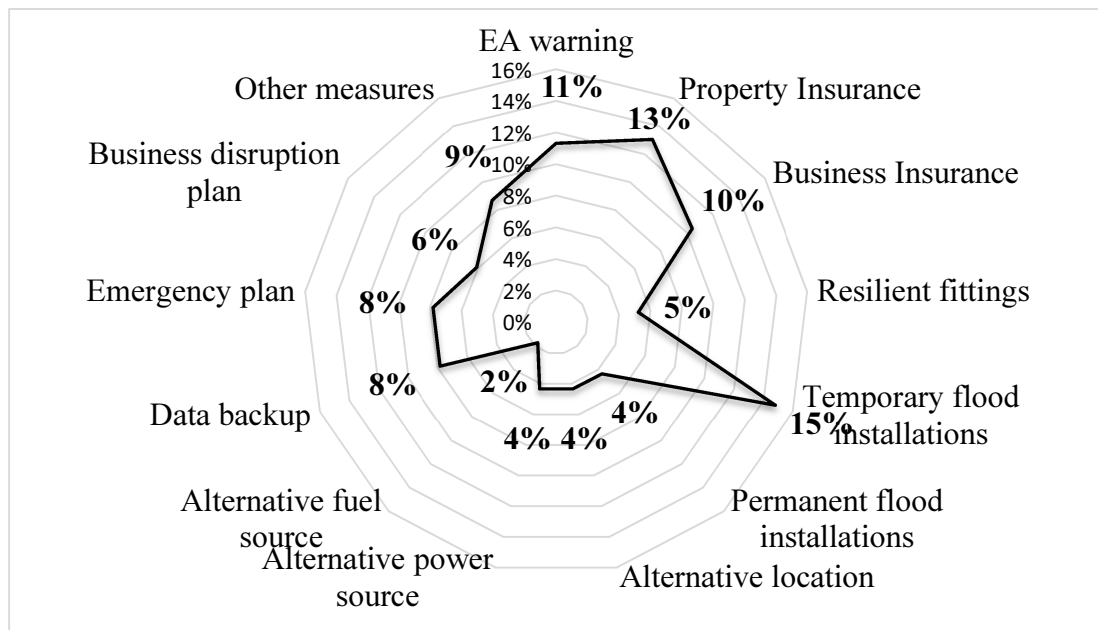 EA warning
16%
14%
12%
10%
8%
6%
4%
2%
0%
11%
Property Insurance
13%
Business Insurance
10%
Resilient fittings
5%
Temporary flood
installations
15%
Permanent flood
installations
4%
Alternative location
4%
Alternative power
source
4%
Alternative fuel
source
2%
Data backup
8%
Emergency plan
8%
Business disruption
plan
6%
Other measures
9%